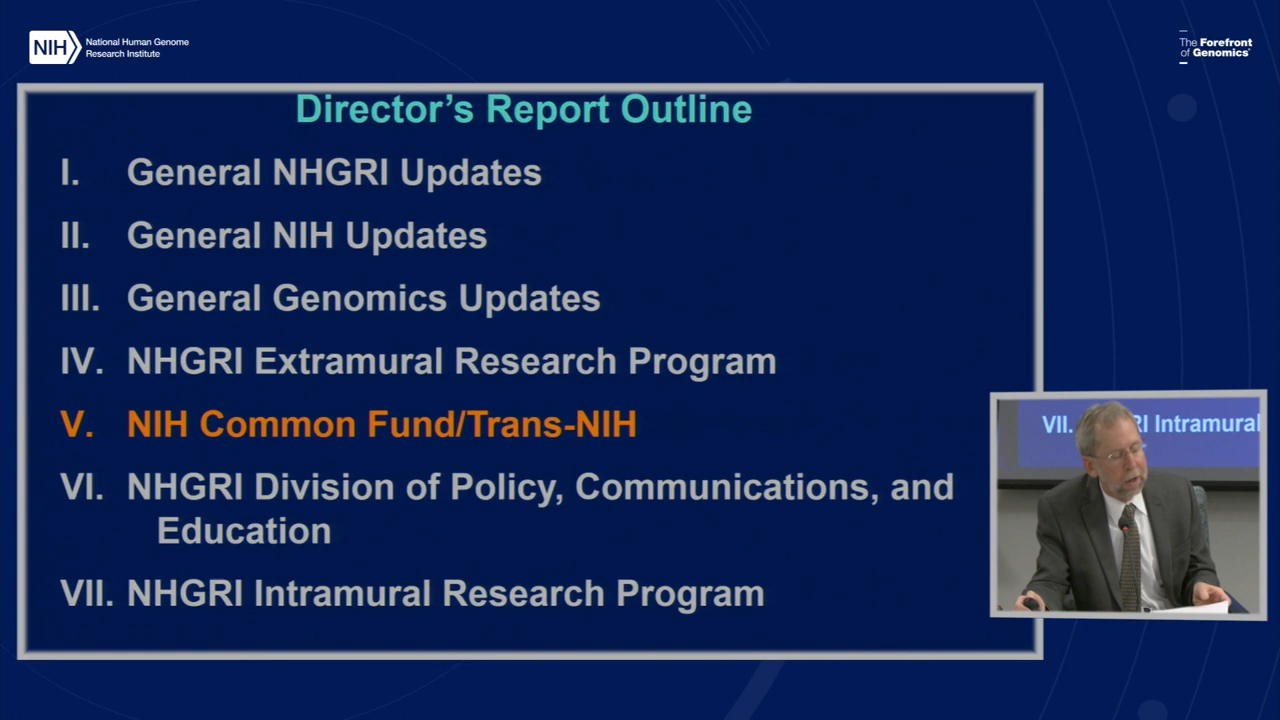 NIH
National Human Genome
Research Institute
The Forefront
of Genomics®
Director's Report Outline
I. General NHGRI Updates
II. General NIH Updates
III. General Genomics Updates
IV. NHGRI Extramural Research Program
V. NIH Common Fund/Trans-NIH
VI. NHGRI Division of Policy, Communications, and
Education
VII. NHGRI Intramural Research Program
VII. RI Intramural